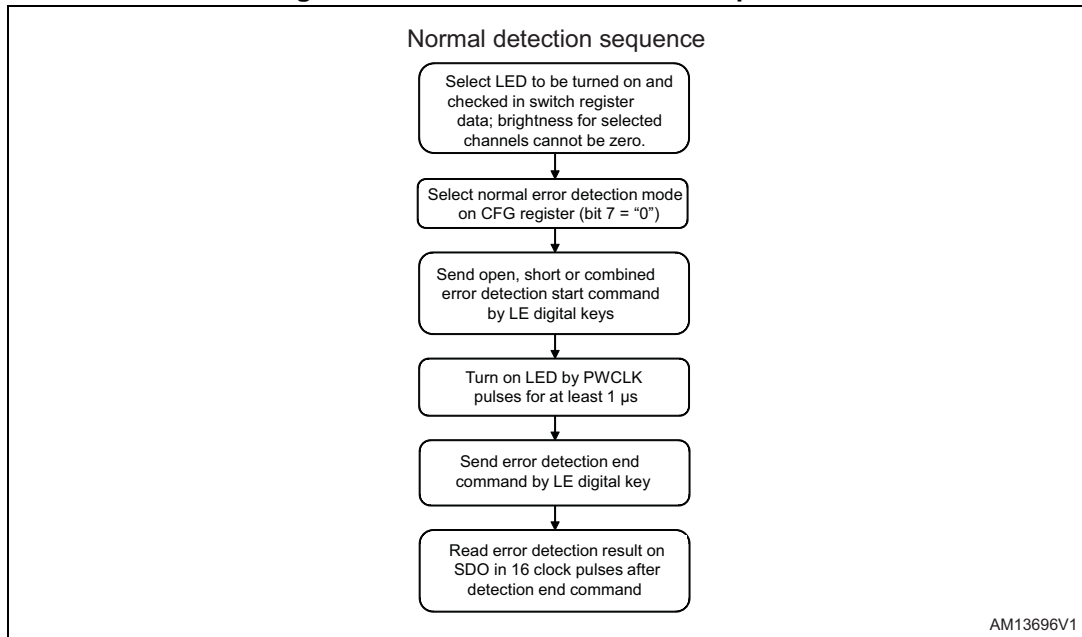 Normal detection sequence
Select LED to be turned on and
checked in switch register
data; brightness for selected
channels cannot be zero.
Select normal error detection mode
on CFG register (bit 7 = “0”)
Send open, short or combined
error detection start command
by LE digital keys
Turn on LED by PWCLK
pulses for at least 1 µs
Send error detection end
command by LE digital key
Read error detection result on
SDO in 16 clock pulses after
detection end command
AM13696V1